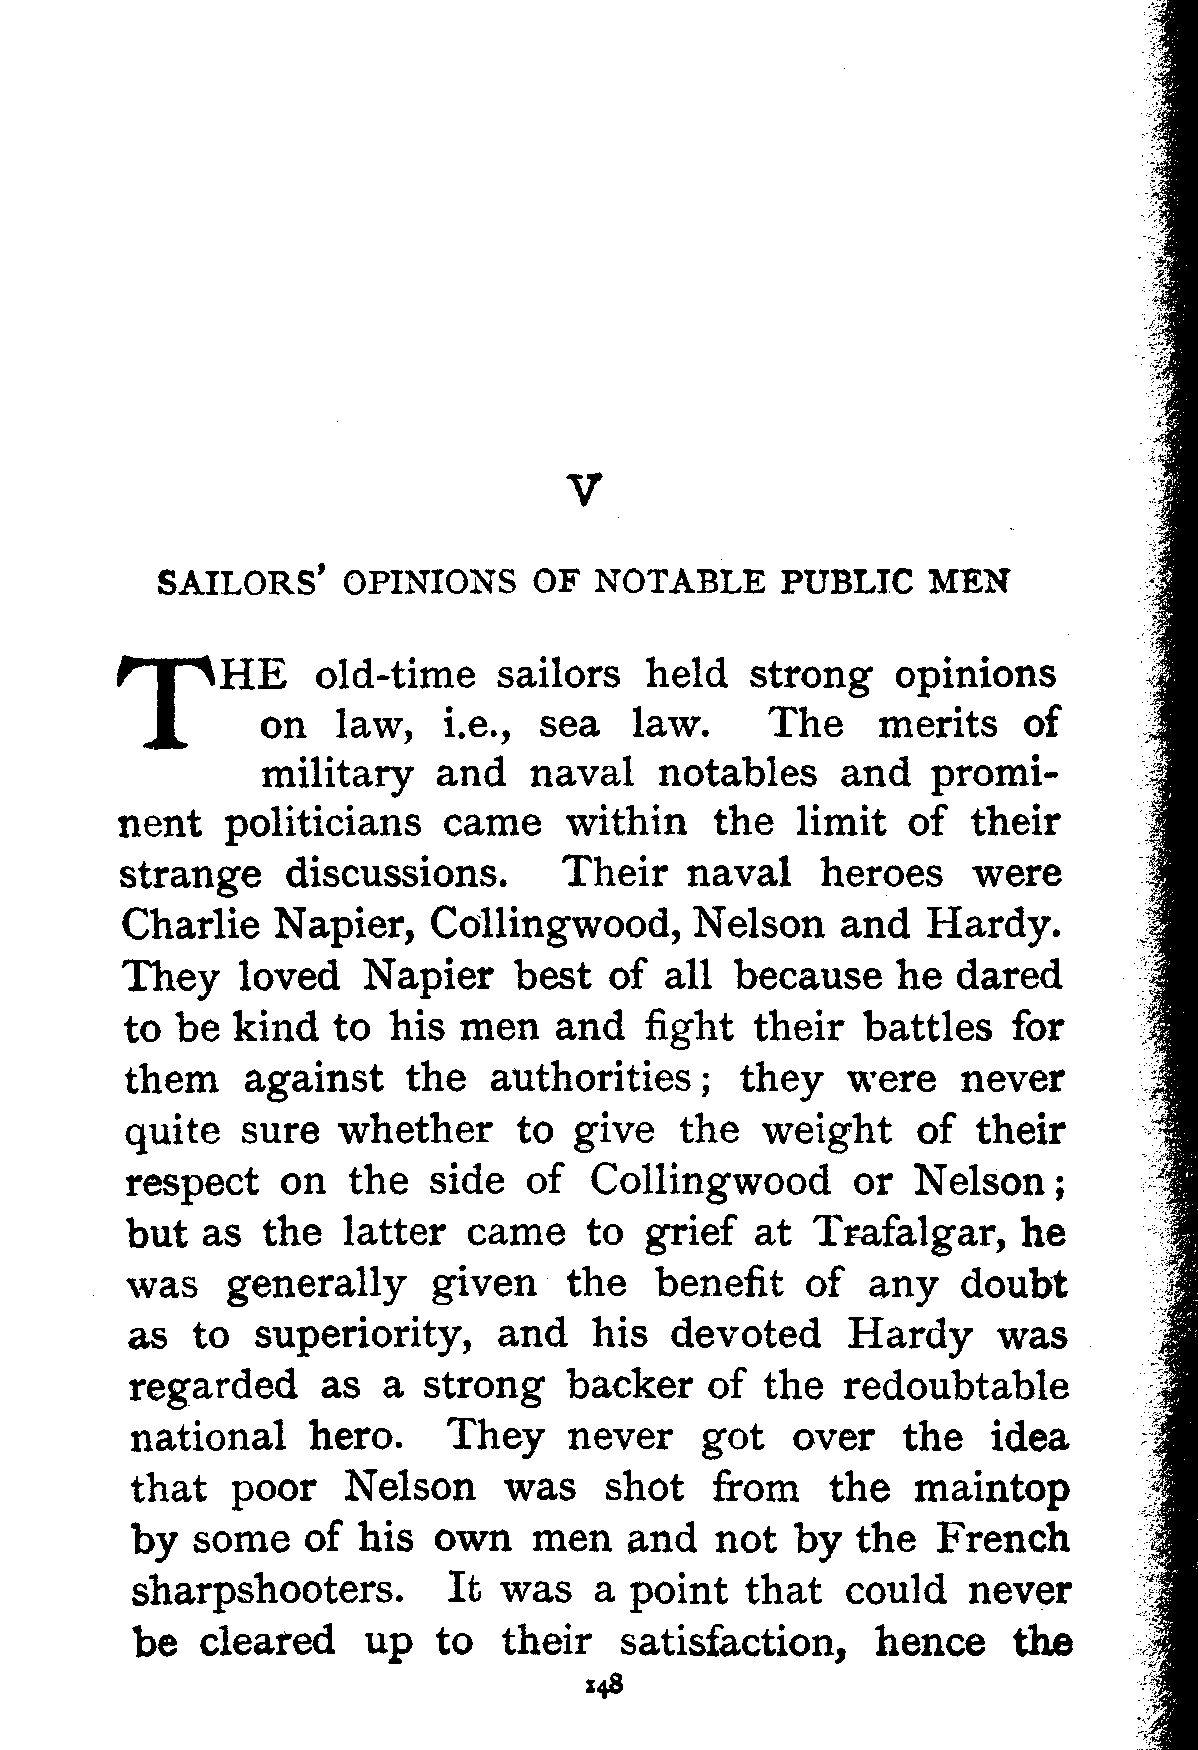 V
SAILORS' OPINIONS OF NOTABLE PUBLIC MEN
THE old-time sailors held strong opinions
on law, i.e., sea law. The merits of
military and naval notables and promi-
nent politicians came within the limit of their
strange discussions. Their naval heroes were
Charlie Napier, Collingwood, Nelson and Hardy.
They loved Napier best of all because he dared
to be kind to his men and fight their battles for
them against the authorities; they were never
quite sure whether to give the weight of their
respect on the side of Collingwood or Nelson;
but as the latter came to grief at Trafalgar, he
was generally given the benefit of any doubt
as to superiority, and his devoted Hardy was
regarded as a strong backer of the redoubtable
national hero. They never got over the idea
that poor Nelson was shot from the maintop
by some of his own men and not by the French
sharpshooters. It was a point that could never
be cleared up to their satisfaction, hence the
148